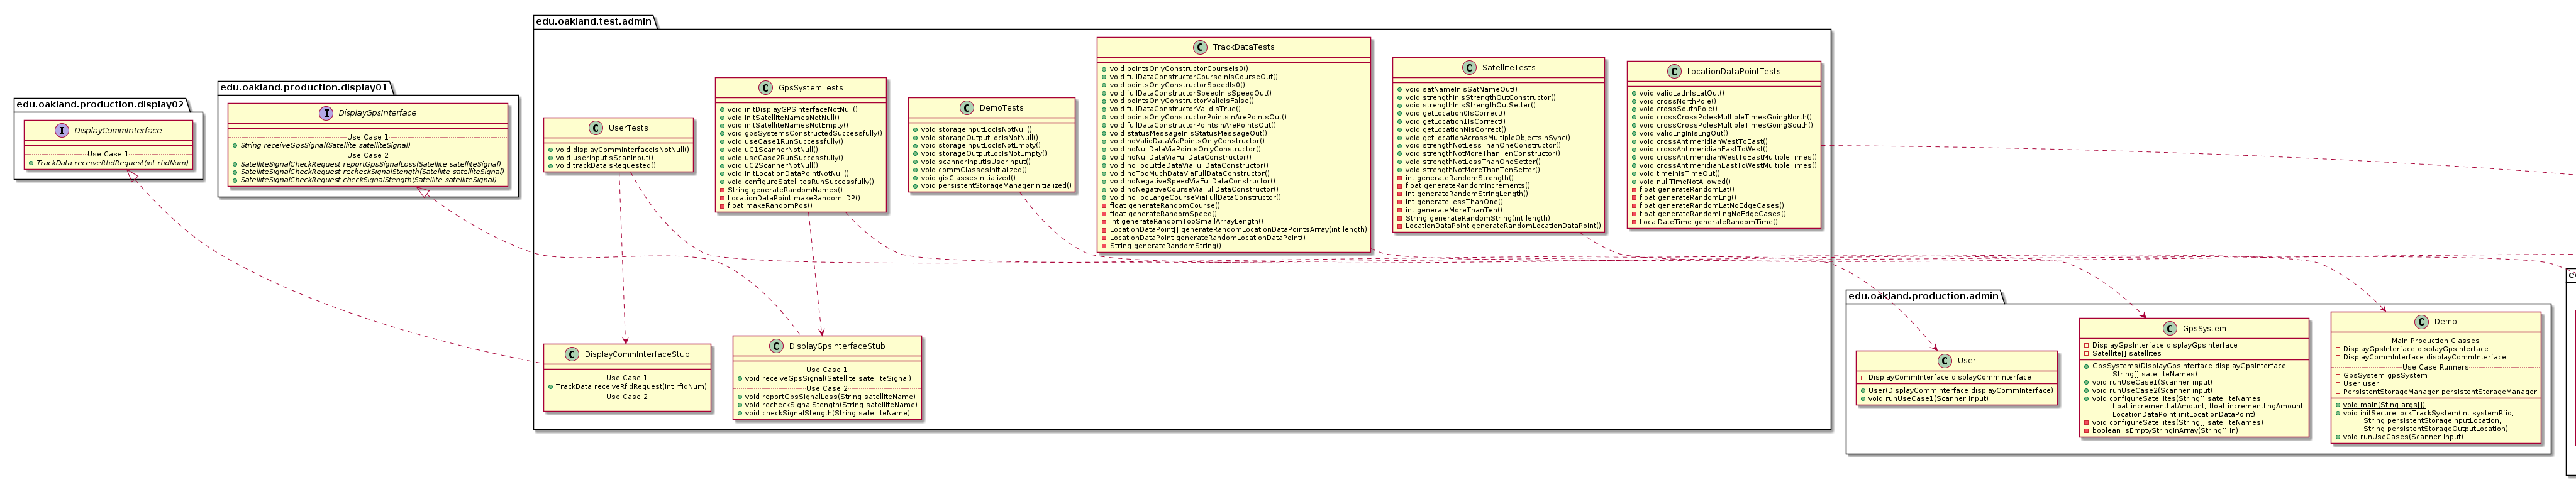 edu.oakland.production.display02
I DisplayCommInterface
Use Case 1
TrackData receiveRfidRequest(int rfidNum)
edu.oakland.production.display01
I DisplayGpsInterface
Use Case 1
String receiveGpsSignal(Satellite satelliteSignal)
Use Case 2
SatelliteSignalCheckRequest reportGpsSignalLoss(Satellite satelliteSignal)
SatelliteSignalCheckRequest recheckSignalStength(Satellite satelliteSignal)
SatelliteSignalCheckRequest checkSignalStength(Satellite satelliteSignal)
edu.oakland.test.admin
C UserTests
void displayCommInterfaceIsNotNull()
void userInputIsScanInput()
void trackDataIsRequested()
C GpsSystemTests
void initDisplayGPSInterfaceNotNull()
void initSatelliteNamesNotNull()
void initSatelliteNamesNotEmpty()
void gpsSystemsConstructedSuccessfully()
void useCase1RunSuccessfully()
void uC1ScannerNotNull()
void useCase2RunSuccessfully()
void uC2ScannerNotNull()
void initLocationDataPointNotNull()
void configureSatellitesRunSuccessfully()
String generateRandomNames()
LocationDataPoint makeRandomLDP()
float makeRandomPos()
C DemoTests
void storageInputLocIsNotNull()
void storageOutputLocIsNotNull()
void storageInputLocIsNotEmpty()
void storageOutputLocIsNotEmpty()
void scannerInputIsUserInput()
void commClassesInitialized()
void gisClassesInitialized()
void persistentStorageManagerInitialized()
C TrackDataTests
void pointsOnlyConstructorCourseIs0()
void fullDataConstructorCourseInIsCourseOut()
void pointsOnlyConstructorSpeedIs0()
void fullDataConstructorSpeedInIsSpeedOut()
void pointsOnlyConstructorValidIsFalse()
void fullDataConstructorValidIsTrue()
void pointsOnlyConstructorPointsInArePointsOut()
void fullDataConstructorPointsInArePointsOut()
void statusMessageInIsStatusMessageOut()
void noValidDataViaPointsOnlyConstructor()
void noNullDataViaPointsOnlyConstructor()
void noNullDataViaFullDataConstructor()
void noTooLittleDataViaFullDataConstructor()
void noTooMuchDataViaFullDataConstructor()
void noNegativeSpeedViaFullDataConstructor()
void noNegativeCourseViaFullDataConstructor()
void noTooLargeCourseViaFullDataConstructor()
float generateRandomCourse()
float generateRandomSpeed()
int generateRandomTooSmallArrayLength()
LocationDataPoint[] generateRandomLocationDataPointsArray(int length)
LocationDataPoint generateRandomLocationDataPoint()
String generateRandomString()
C SatelliteTests
void satNameInIsSatNameOut()
void strengthInIsStrengthOutConstructor()
void strengthInIsStrengthOutSetter()
void getLocation0IsCorrect()
void getLocation1IsCorrect()
void getLocationNIsCorrect()
void getLocationAcrossMultipleObjectsInSync()
void strengthNotLessThanOneConstructor()
void strengthNotMoreThanTenConstructor()
void strengthNotLessThanOneSetter()
void strengthNotMoreThanTenSetter()
int generateRandomStrength()
float generateRandomIncrements()
int generateRandomStringLength()
int generateLessThanOne()
int generateMoreThanTen()
String generateRandomString(int length)
LocationDataPoint generateRandomLocationDataPoint()
C LocationDataPointTests
void validLatInIsLatOut()
void crossNorthPole()
void crossSouthPole()
void crossCrossPolesMultipleTimesGoingNorth()
void crossCrossPolesMultipleTimesGoingSouth()
void validLngInIsLngOut()
void crossAntimeridianWestToEast()
void crossAntimeridianEastToWest()
void crossAntimeridianWestToEastMultipleTimes()
void crossAntimeridianEastToWestMultipleTimes()
void timeInIsTimeOut()
void nullTimeNotAllowed()
float generateRandomLat()
float generateRandomLng()
float generateRandomLatNoEdgeCases()
float generateRandomLngNoEdgeCases()
LocalDateTime generateRandomTime()
C DisplayCommInterfaceStub
Use Case 1
TrackData receiveRfidRequest(int rfidNum)
Use Case 2
C DisplayGpsInterfaceStub
Use Case 1
void receiveGpsSignal(Satellite satelliteSignal)
Use Case 2
void reportGpsSignalLoss(String satelliteName)
void recheckSignalStength(String satelliteName)
void checkSignalStength(String satelliteName)
edu.oakland.production.admin
C User
DisplayCommInterface displayCommInterface
User(DisplayCommInterface displayCommInterface)
void runUseCase1(Scanner input)
C GpsSystem
DisplayGpsInterface displayGpsInterface
Satellite[] satellites
GpsSystems(DisplayGpsInterface displayGpsInterface,
String[] satelliteNames)
void runUseCase1(Scanner input)
void runUseCase2(Scanner input)
void configureSatellites(String[] satelliteNames
float incrementLatAmount, float incrementLngAmount,
LocationDataPoint initLocationDataPoint)
void configureSatellites(String[] satelliteNames)
boolean isEmptyStringInArray(String[] in)
C Demo
Main Production Classes
DisplayGpsInterface displayGpsInterface
DisplayCommInterface displayCommInterface
Use Case Runners
GpsSystem gpsSystem
User user
PersistentStorageManager persistentStorageManager
void main(Sting args[])
void initSecureLockTrackSystem(int systemRfid,
String persistentStorageInputLocation,
String persistentStorageOutputLocation)
void runUseCases(Scanner input)